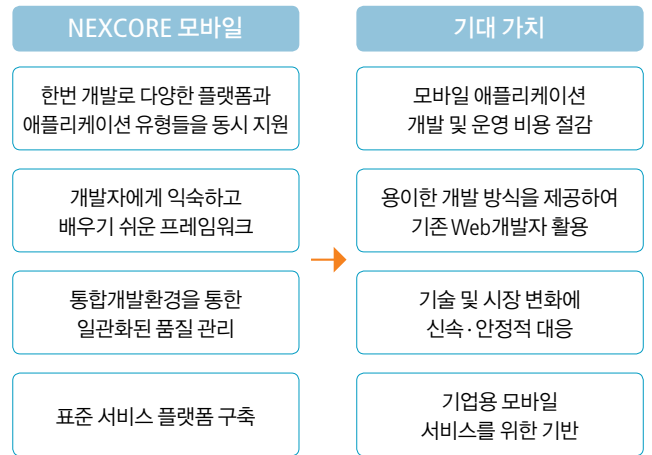 NEXCORE 모바일
한번 개발로 다양한 플랫폼과
애플리케이션 유형들을 동시 지원
개발자에게 익숙하고
배우기 쉬운 프레임워크
통합개발환경을 통한
일관화된 품질 관리
표준 서비스 플랫폼 구축
기대 가치
모바일 애플리케이션
개발 및 운영 비용 절감
용이한 개발 방식을 제공하여
기존 Web개발자 활용
기술 및 시장 변화에
신속·안정적 대응
기업용 모바일
서비스를 위한 기반